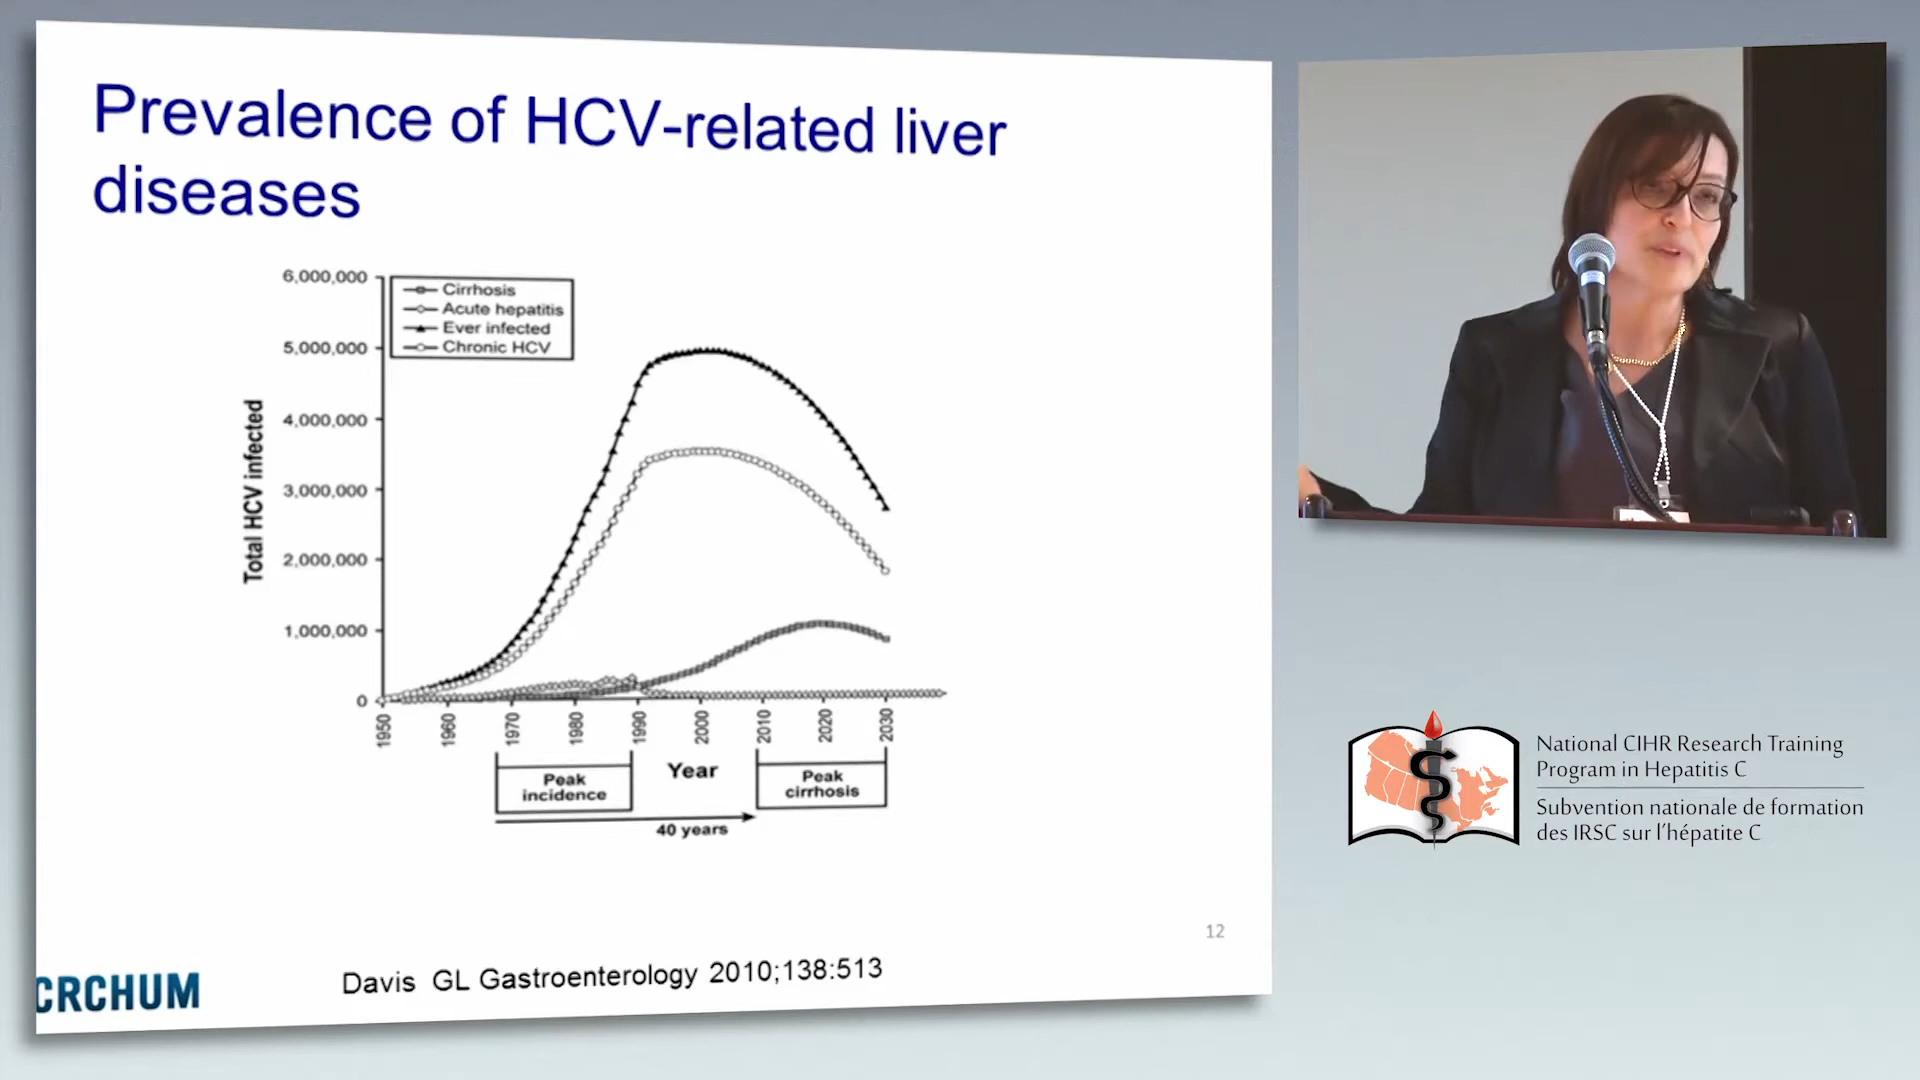 Prevalence of HCV-related liver
diseases
6,000,000
5,000,000
4,000,000
3,000,000
2,000,000
1,000,000
0
Total HCV infected
Cirrhosis
Acute hepatitis
Ever infected
Chronic HCV
1950
1960
1970
1980
1990
2000
2010
2020
2030
Peak
incidence
Year
Peak
cirrhosis
40 years
12
CRCHUM
Davis GL Gastroenterology 2010;138:513
National CIHR Research Training
Program in Hepatitis C
Subvention nationale de formation
des IRSC sur l'hépatite C